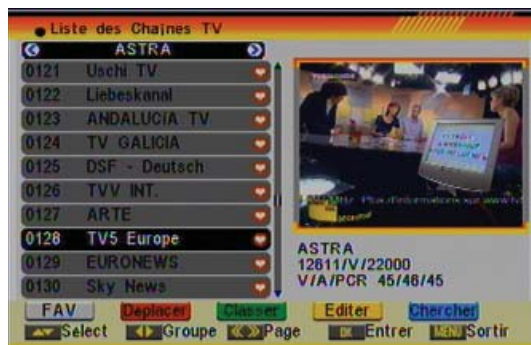 Liste des Chaînes TV
ASTRA
0121 Uschi TV
0122 Liebeskanal
0123 ANDALUCIA TV
0124 TV GALICIA
0125 DSF - Deutsch
0126 TVV INT.
0127 ARTE
0128 TV5 Europe
0129 EURONEWS
0130 Sky News
ASTRA
12611/V/22000
V/A/PCR 45/46/45
FAV Deplacer Classer Editer Chercher
Select Groupe Page OK Entrer MENU Sortir